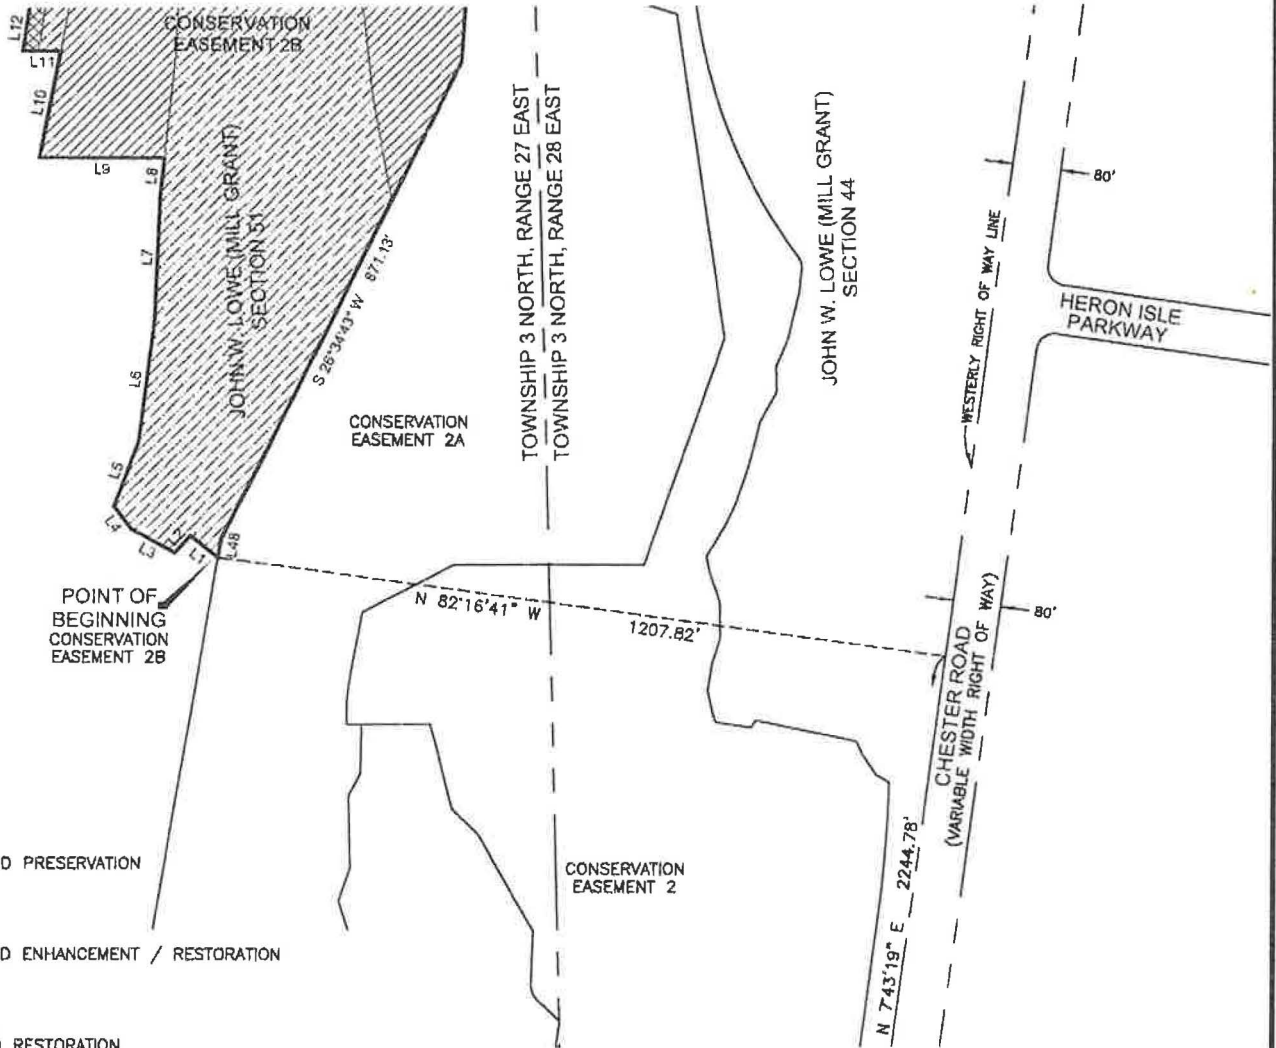 CONSERVATION
EASEMENT 2B
L12
L11
L10
L9
L8
L7
L6
L5
L4
L3
L2
L1
L48
JOHN W. LOWE (MILL GRANT)
SECTION 51
S 26°34'43" W 871.13'
CONSERVATION
EASEMENT 2A
TOWNSHIP 3 NORTH, RANGE 27 EAST
TOWNSHIP 3 NORTH, RANGE 28 EAST
JOHN W. LOWE (MILL GRANT)
SECTION 44
80'
WESTERLY RIGHT OF WAY LINE
HERON ISLE
PARKWAY
POINT OF
BEGINNING
CONSERVATION
EASEMENT 2B
N 82°16'41" W
1207.82'
80'
CHESTER ROAD
(VARIABLE WIDTH RIGHT OF WAY)
N 7°43'19" E 2244.78'
CONSERVATION
EASEMENT 2
D PRESERVATION
D ENHANCEMENT / RESTORATION
RESTORATION